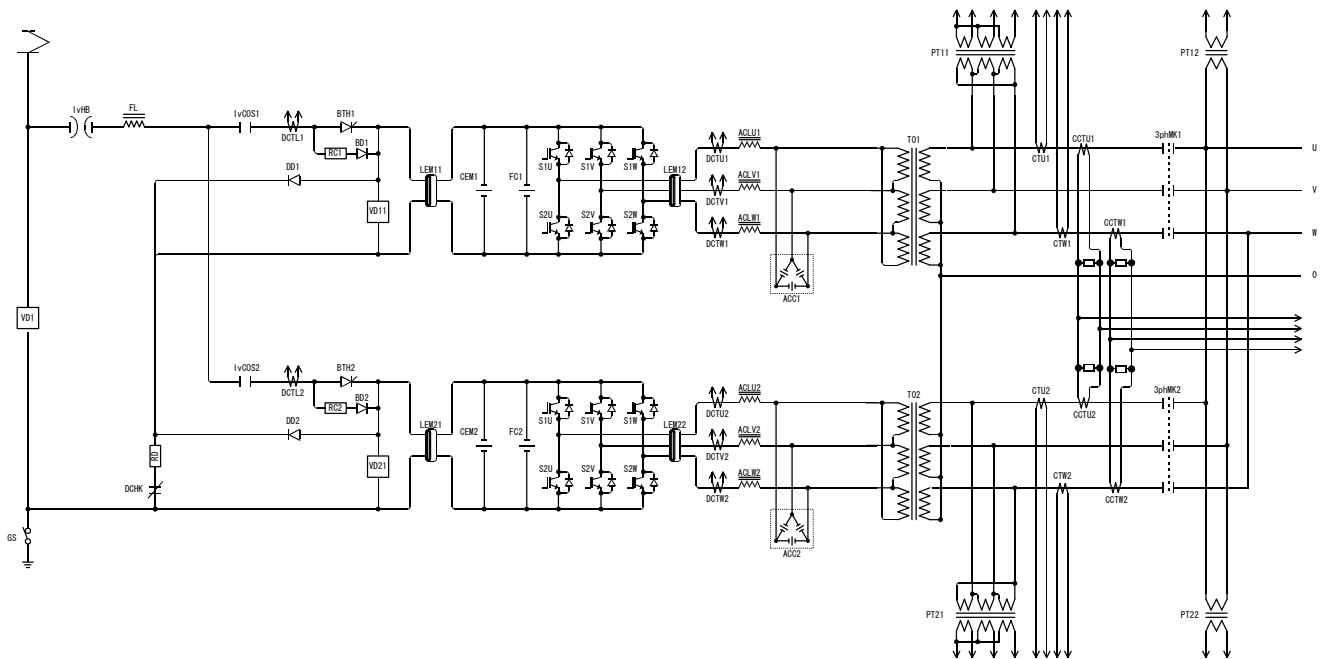 PT11
PT12
IvHB
FL
IvCOS1
DCTL1
BTH1
RC1
BD1
DD1
VD11
LEM11
CEM1
FC1
S1U
S1V
S1W
S2U
S2V
S2W
LEM12
DCTU1
DCTV1
DCTW1
ACLU1
ACLV1
ACLW1
ACC1
TO1
CTU1
CCTU1
CTW1
CCTW1
3phMK1
U
V
W
O
VD1
IvCOS2
DCTL2
BTH2
RC2
BD2
DD2
VD21
LEM21
CEM2
FC2
S1U
S1V
S1W
S2U
S2V
S2W
LEM22
DCTU2
DCTV2
DCTW2
ACLU2
ACLV2
ACLW2
ACC2
TO2
CTU2
CCTU2
CTW2
CCTW2
3phMK2
RD
DCHK
GS
PT21
PT22